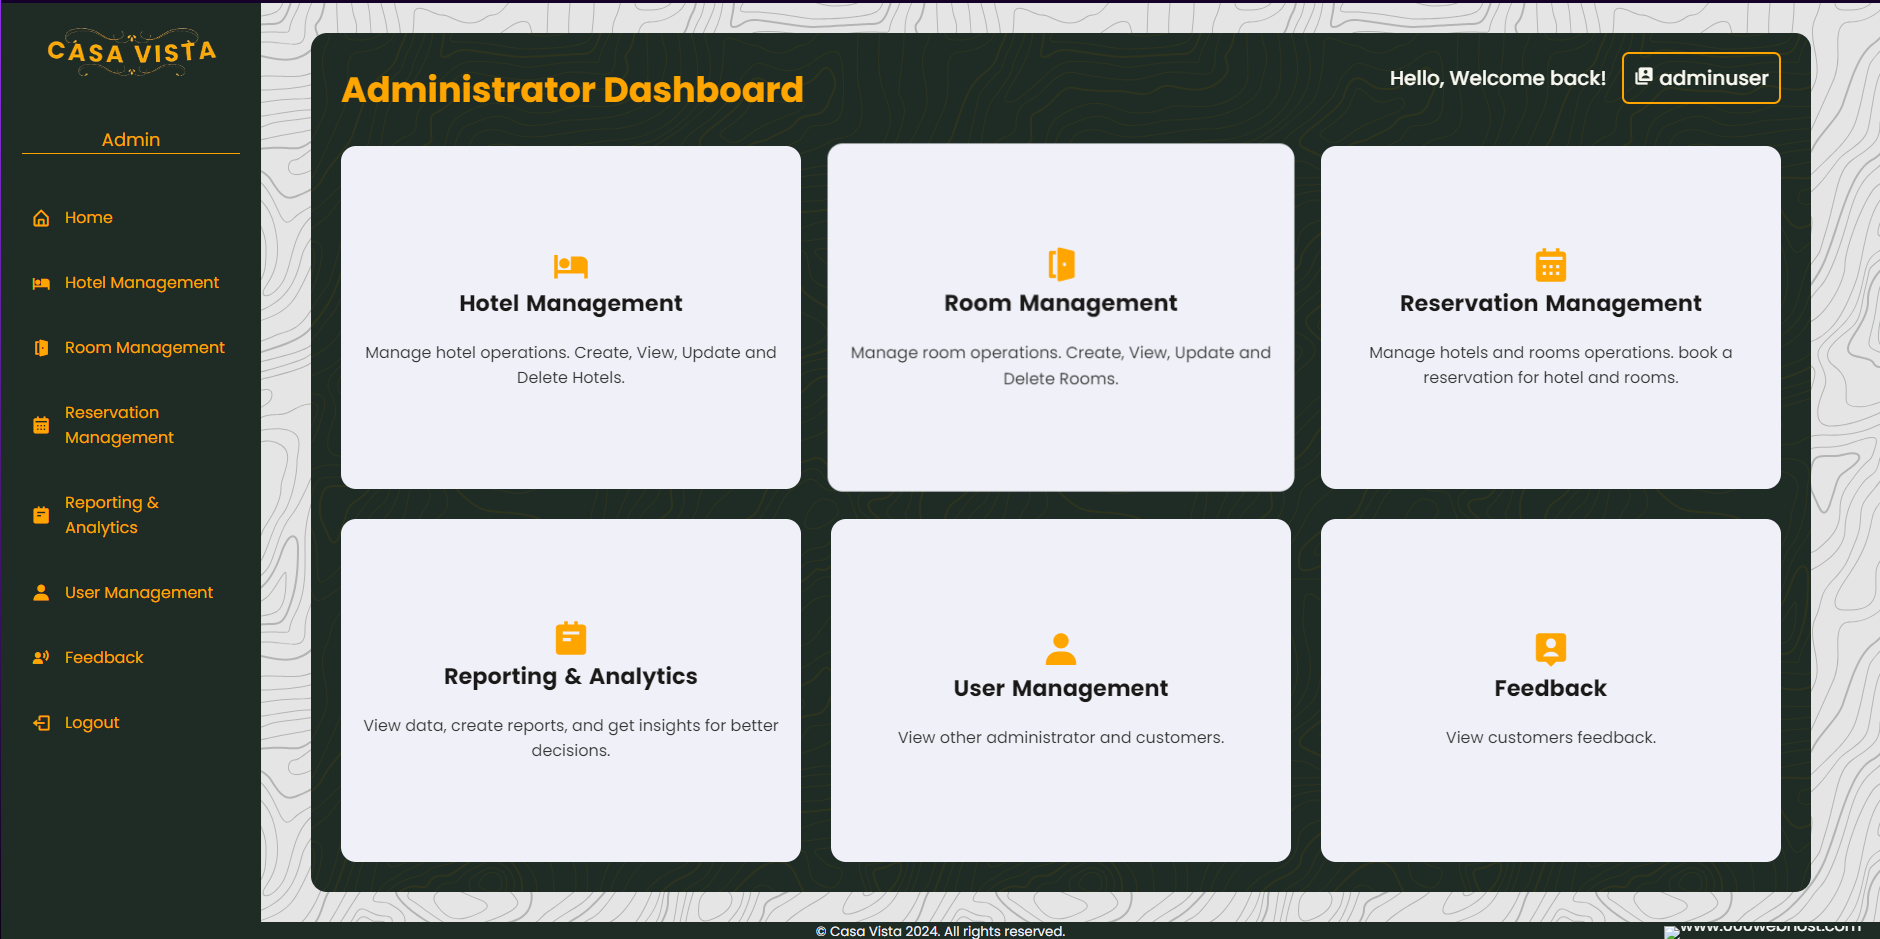 CASA VISTA
Admin
Home
Hotel Management
Room Management
Reservation
Management
Reporting &
Analytics
User Management
Feedback
Logout
Administrator Dashboard
Hello, Welcome back!
adminuser
Hotel Management
Manage hotel operations. Create, View, Update and
Delete Hotels.
Room Management
Manage room operations. Create, View, Update and
Delete Rooms.
Reservation Management
Manage hotels and rooms operations. book a
reservation for hotel and rooms.
Reporting & Analytics
View data, create reports, and get insights for better
decisions.
User Management
View other administrator and customers.
Feedback
View customers feedback.
© Casa Vista 2024. All rights reserved.